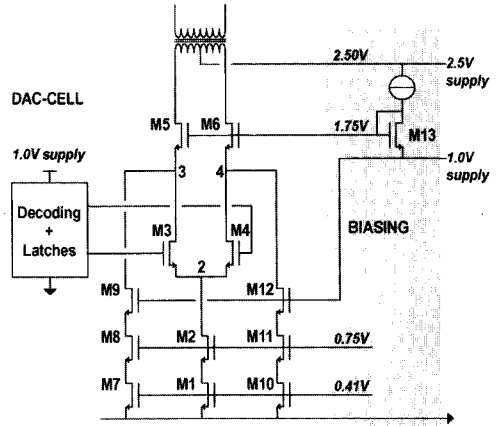 2.50V
2.5V
supply
DAC-CELL
M5
M6
1.75V
M13
1.0V supply
3
4
1.0V
supply
Decoding
+
Latches
M3
M4
BIASING
2
M9
M12
M8
M2
M11
0.75V
M7
M1
M10
0.41V